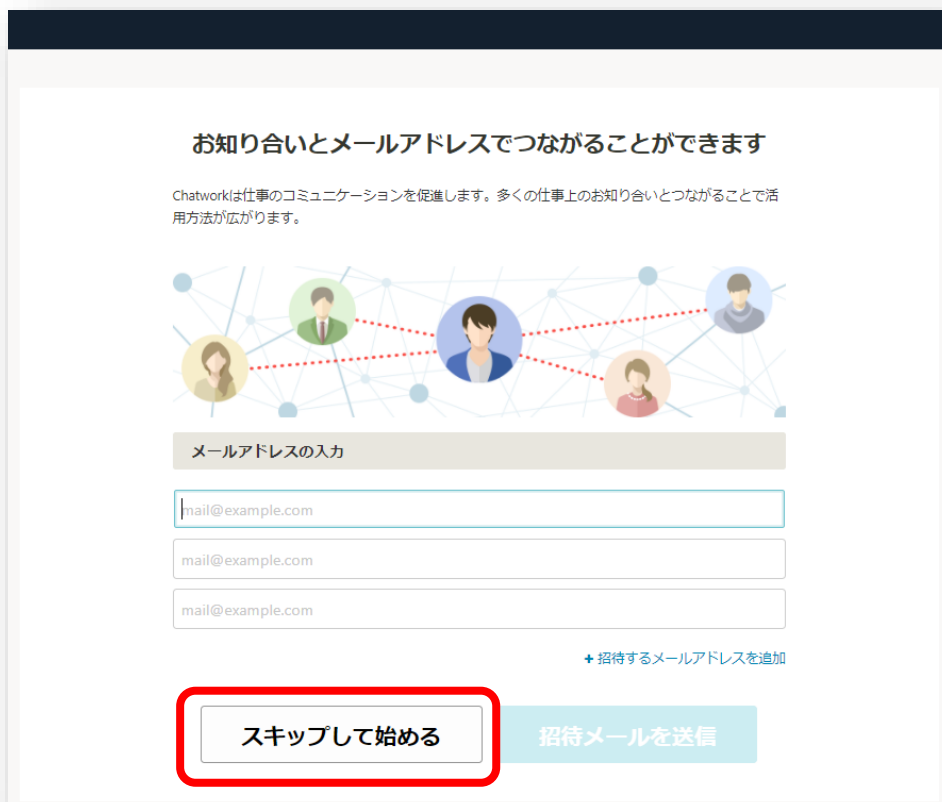 お知り合いとメールアドレスでつながることができます
Chatworkは仕事のコミュニケーションを促進します。多くの仕事上のお知り合いとつながることで活
用方法が広がります。
メールアドレスの入力
mail@example.com
mail@example.com
mail@example.com
+ 招待するメールアドレスを追加
スキップして始める
招待メールを送信